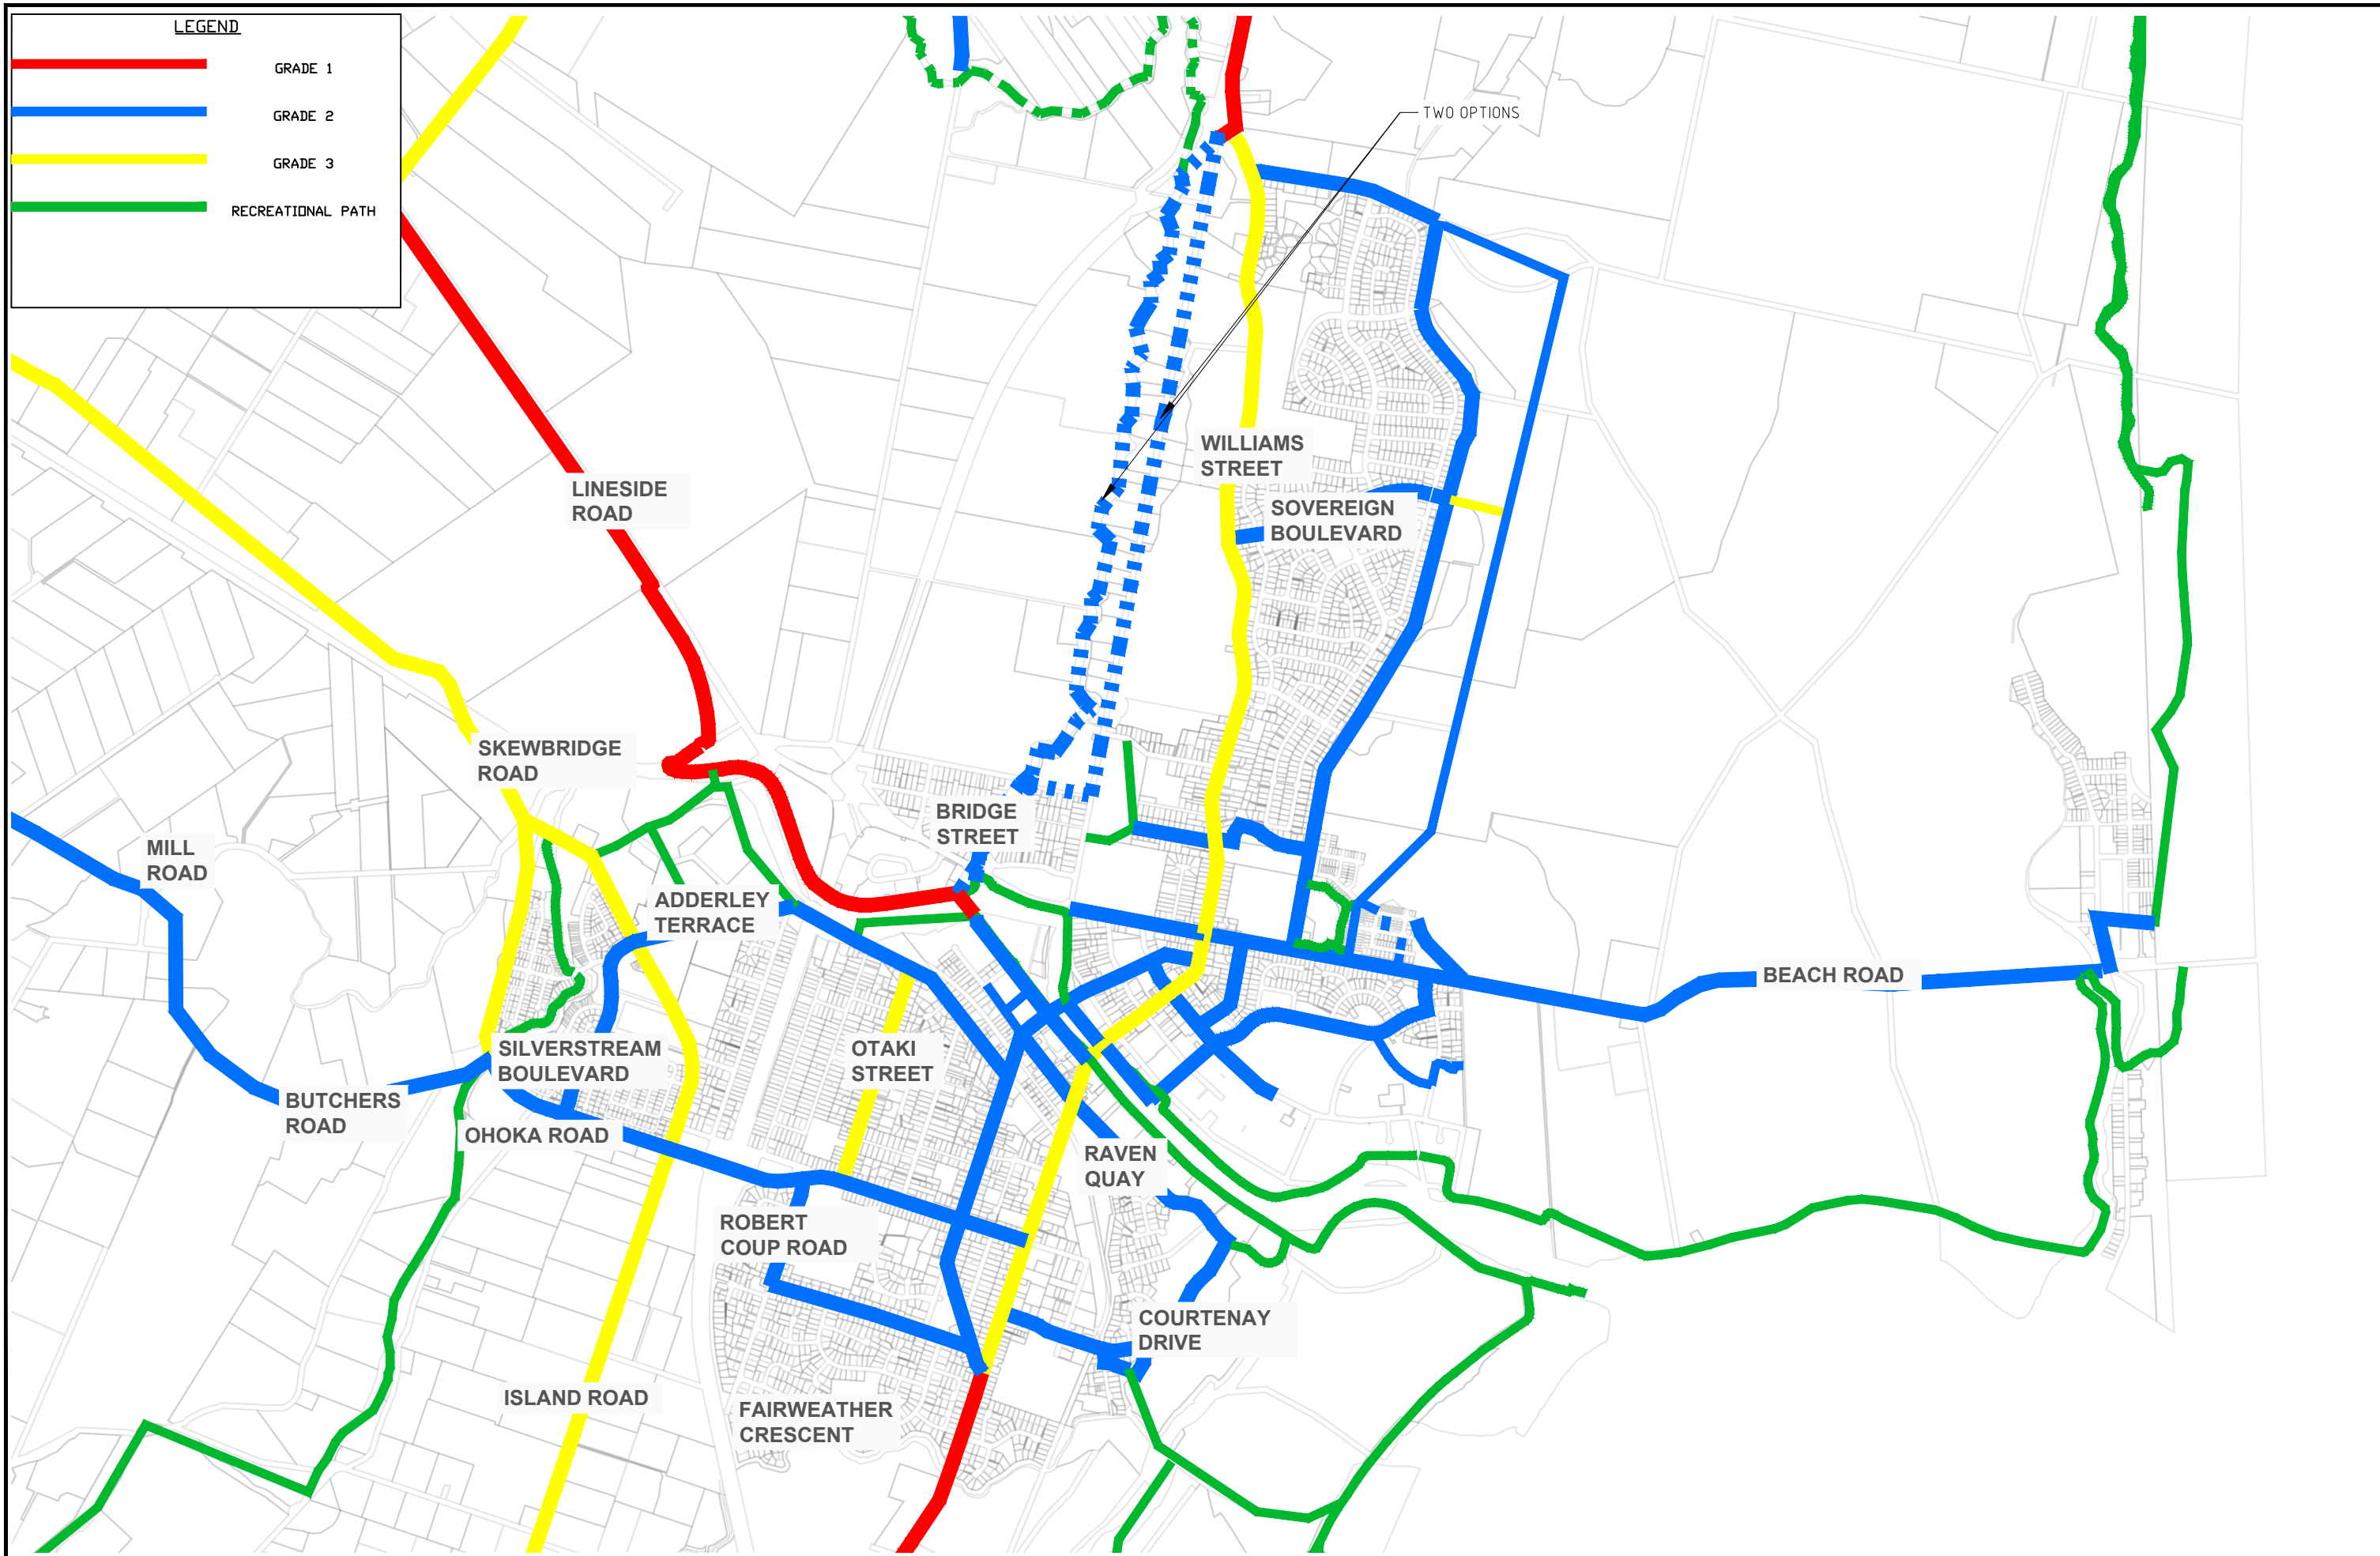 LEGEND
GRADE 1
GRADE 2
GRADE 3
RECREATIONAL PATH
TWO OPTIONS
WILLIAMS
STREET
LINESIDE
ROAD
SOVEREIGN
BOULEVARD
SKEWBRIDGE
ROAD
BRIDGE
STREET
MILL
ROAD
ADDERLEY
TERRACE
BEACH ROAD
SILVERSTREAM
BOULEVARD
OTAKI
STREET
BUTCHERS
ROAD
OHOKA ROAD
RAVEN
QUAY
ROBERT
COUP ROAD
COURTENAY
DRIVE
ISLAND ROAD
FAIRWEATHER
CRESCENT